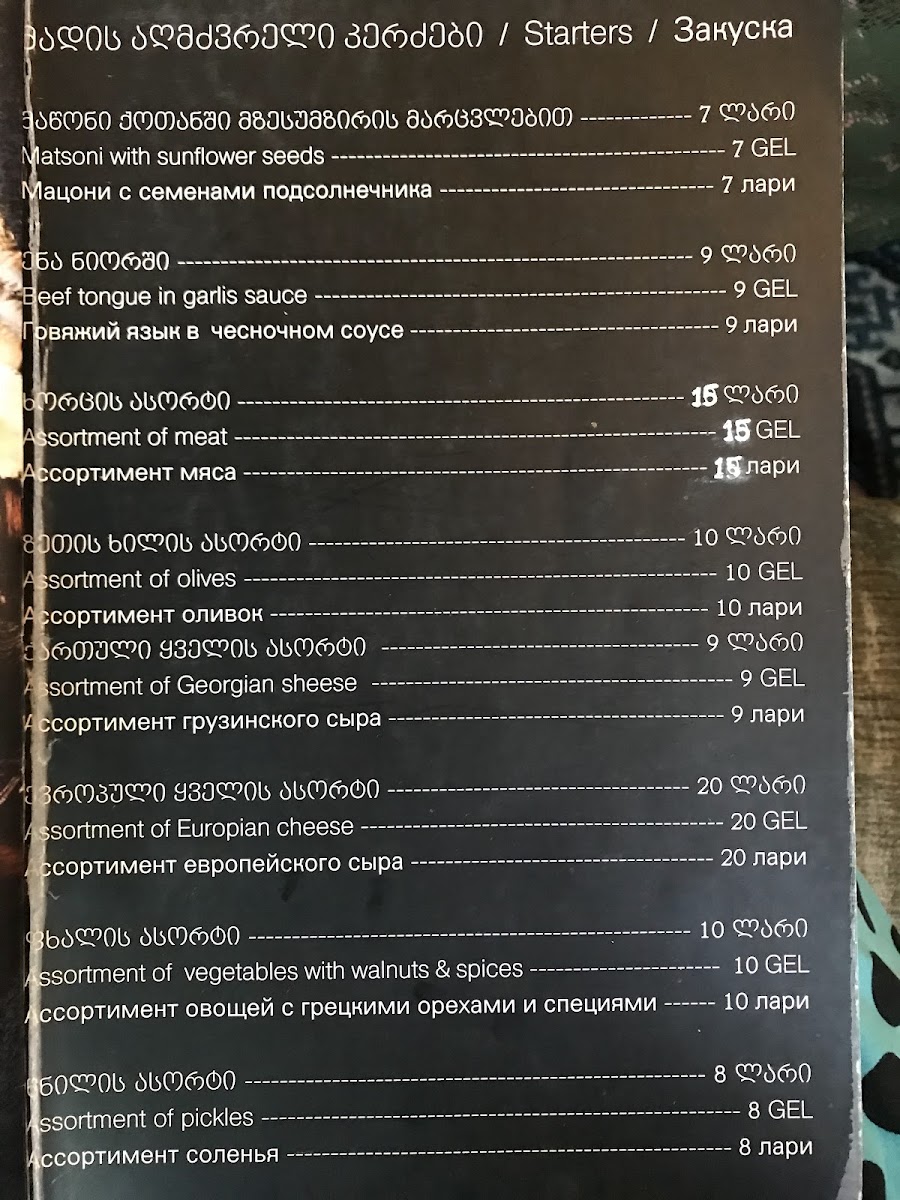 მადის აღმძვრელი კერძები / Starters / Закуска
მაწონი ქოთანში მზესუმზირის მარცვლებით ------------- 7 ლარი
Matsoni with sunflower seeds ---------------------------------------------- 7 GEL
Мацони с семенами подсолнечника -------------------------------- 7 лари
ენა ნიორში ------------------------------------------------------------- 9 ლარი
Beef tongue in garlis sauce ------------------------------------------------ 9 GEL
Говяжий язык в чесночном соусе ------------------------------------ 9 лари
ხორცის ასორტი ---------------------------------------------------- 15 ლარი
Assortment of meat -------------------------------------------------------- 15 GEL
Ассортимент мяса ------------------------------------------------------ 15 лари
ზეთის ხილის ასორტი -------------------------------------------- 10 ლარი
Assortment of olives ------------------------------------------------------- 10 GEL
Ассортимент оливок --------------------------------------------------- 10 лари
ქართული ყველის ასორტი ------------------------------------- 9 ლარი
Assortment of Georgian sheese ------------------------------------------ 9 GEL
Ассортимент грузинского сыра --------------------------------------- 9 лари
ევროპული ყველის ასორტი ----------------------------------- 20 ლარი
Assortment of Europian cheese ------------------------------------------ 20 GEL
Ассортимент европейского сыра ----------------------------------- 20 лари
ფხალის ასორტი --------------------------------------------------- 10 ლარი
Assortment of vegetables with walnuts & spices ---------------------- 10 GEL
Ассортимент овощей с грецкими орехами и специями ------ 10 лари
წნილის ასორტი ----------------------------------------------------- 8 ლარი
Assortment of pickles -------------------------------------------------------- 8 GEL
Ассортимент соленья ---------------------------------------------------- 8 лари